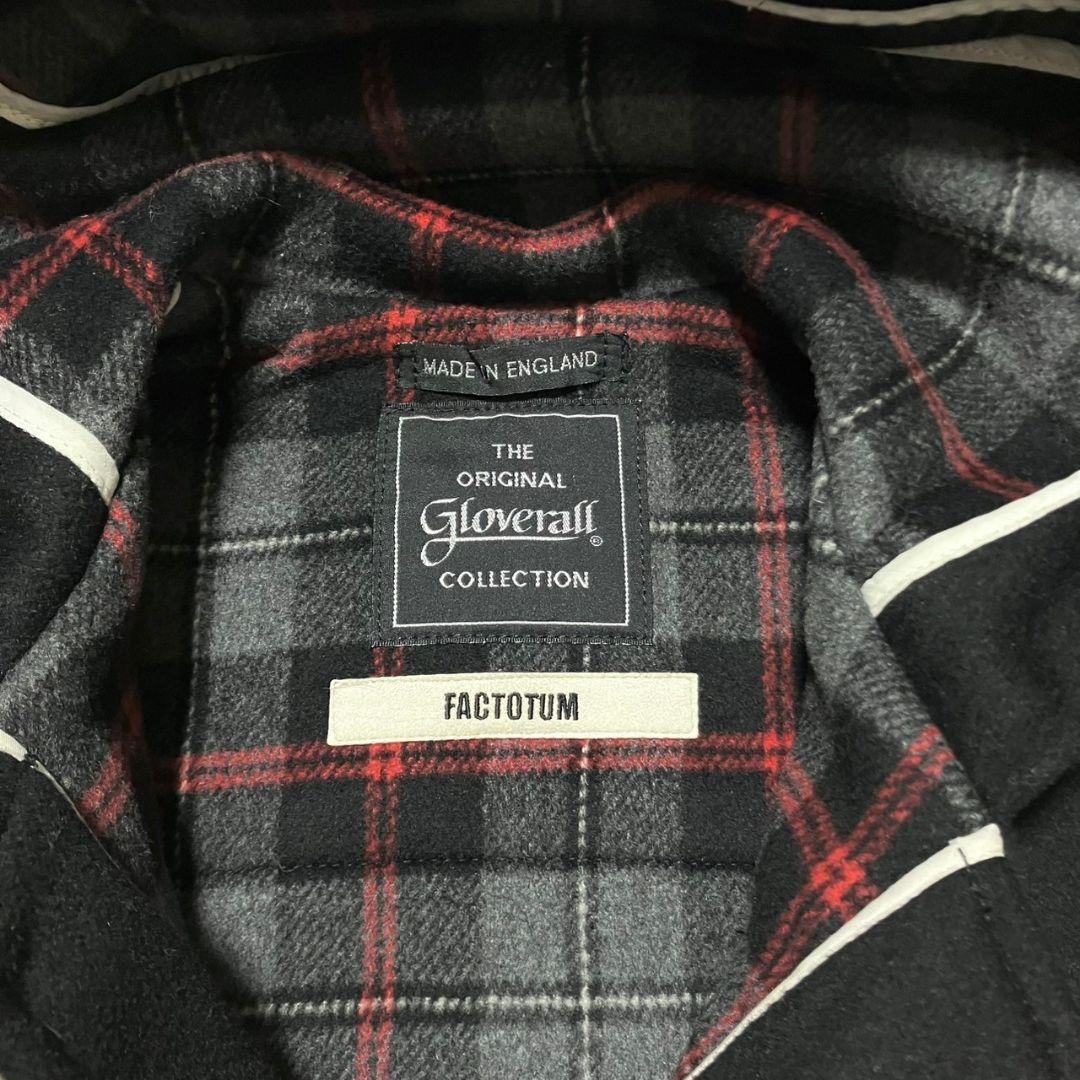 MADE IN ENGLAND
THE
ORIGINAL
Gloverall®
COLLECTION
FACTOTUM